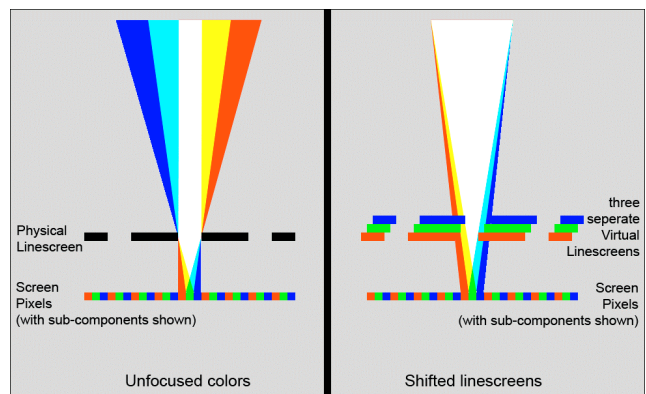 Physical
Linescreen
Screen
Pixels
(with sub-components shown)
Unfocused colors
three
seperate
Virtual
Linescreens
Screen
Pixels
(with sub-components shown)
Shifted linescreens